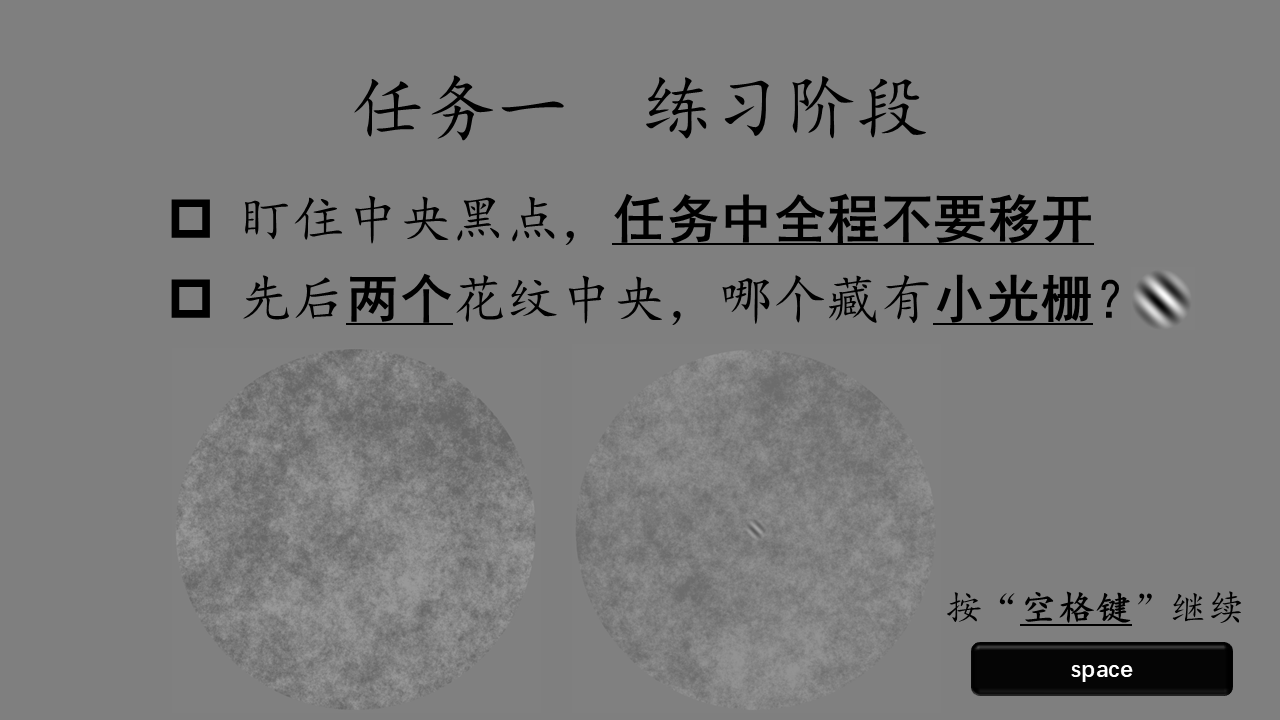 任务一 练习阶段
盯住中央黑点，任务中全程不要移开
先后两个花纹中央，哪个藏有小光栅？
按“空格键”继续
space